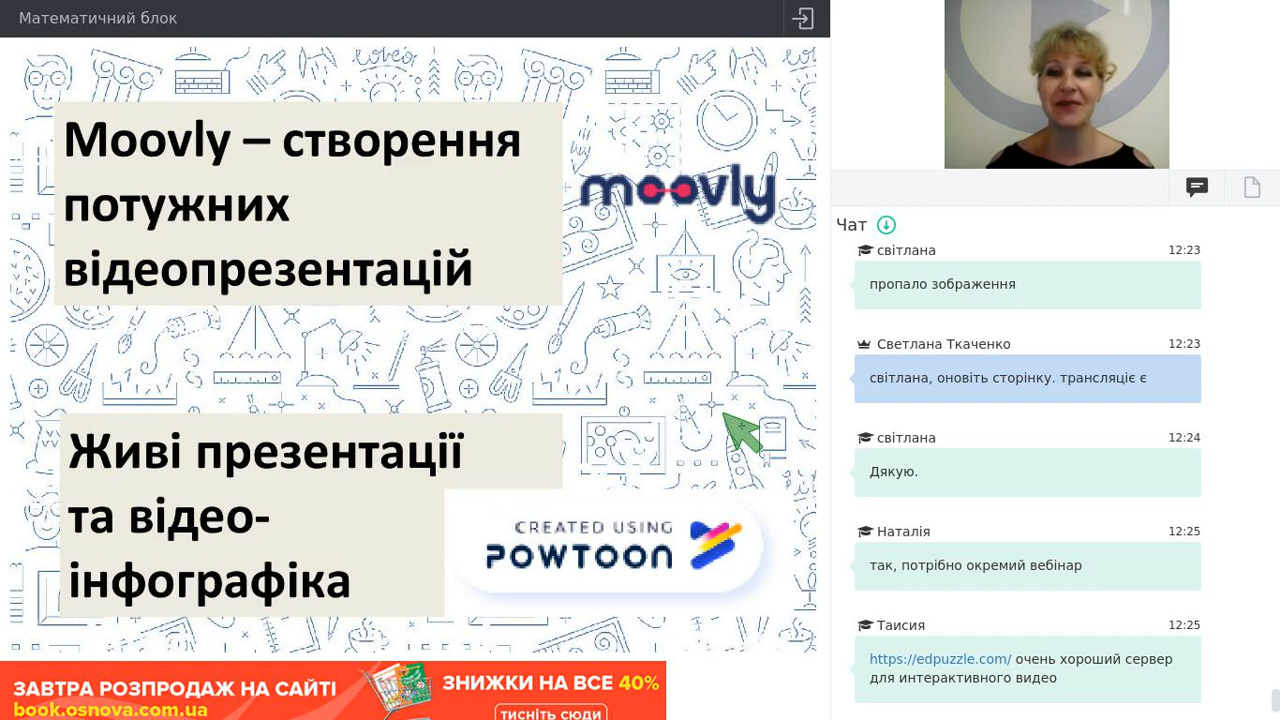 Математичний блок
Moovly – створення
потужних
відеопрезентацій
moovly
Живі презентації
та відео-
інфографіка
CREATED USING
POWTOON
ЗАВТРА РОЗПРОДАЖ НА САЙТІ
book.osnova.com.ua
ЗНИЖКИ НА ВСЕ 40%
тисніть сюди
Чат
світлана 12:23
пропало зображення
Светлана Ткаченко 12:23
світлана, оновіть сторінку. трансляціє є
світлана 12:24
Дякую.
Наталія 12:25
так, потрібно окремий вебінар
Таисия 12:25
https://edpuzzle.com/ очень хороший сервер
для интерактивного видео